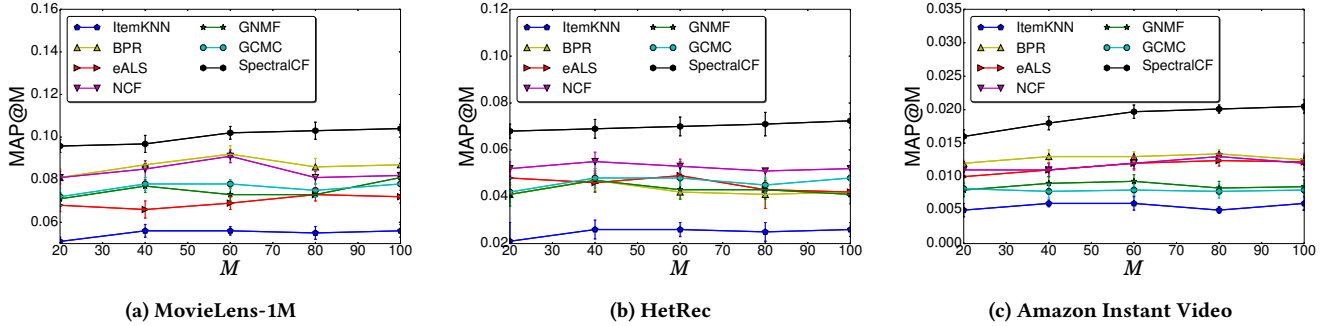 0.16
0.14
0.12
0.10
0.08
0.06
MAP@M
ItemKNN
BPR
eALS
NCF
GNMF
GCMC
SpectralCF
20 30 40 50 60 70 80 90 100
M
(a) MovieLens-1M
0.12
0.10
0.08
0.06
0.04
0.02
MAP@M
ItemKNN
BPR
eALS
NCF
GNMF
GCMC
SpectralCF
20 30 40 50 60 70 80 90 100
M
(b) HetRec
0.035
0.030
0.025
0.020
0.015
0.010
0.005
0.000
MAP@M
ItemKNN
BPR
eALS
NCF
GNMF
GCMC
SpectralCF
20 30 40 50 60 70 80 90 100
M
(c) Amazon Instant Video